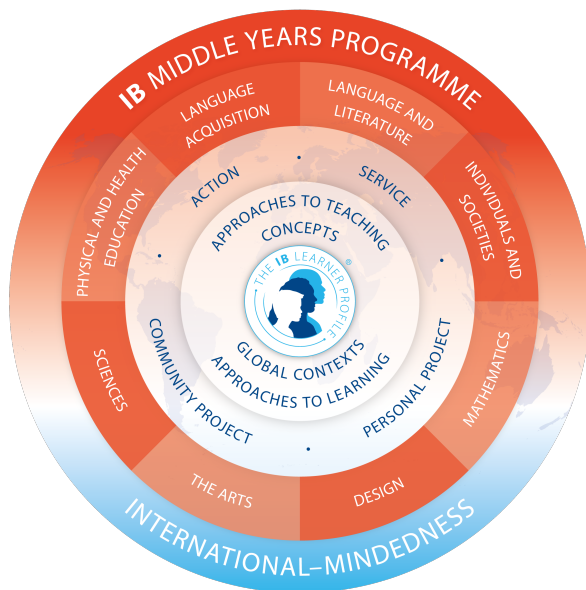 IB MIDDLE YEARS PROGRAMME
LANGUAGE
ACQUISITION
LANGUAGE AND
LITERATURE
PHYSICAL AND HEALTH
EDUCATION
INDIVIDUALS AND
SOCIETIES
SCIENCES
MATHEMATICS
THE ARTS
DESIGN
ACTION
SERVICE
COMMUNITY PROJECT
PERSONAL PROJECT
APPROACHES TO TEACHING
CONCEPTS
THE IB LEARNER PROFILE
®
GLOBAL CONTEXTS
APPROACHES TO LEARNING
INTERNATIONAL–MINDEDNESS